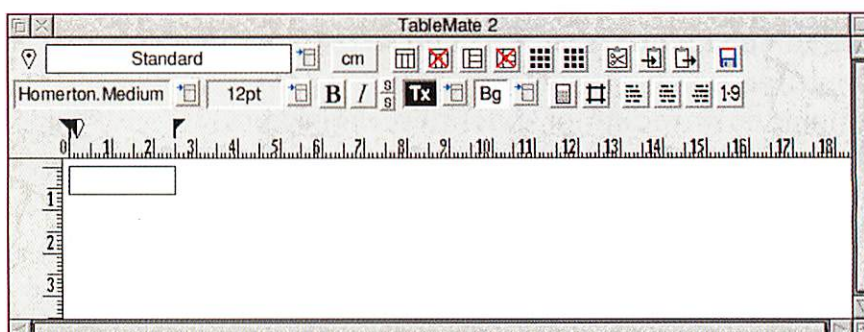 TableMate 2
Standard cm
Homerton.Medium 12pt B I S S Tx Bg 1-9
0 1 2 3 4 5 6 7 8 9 10 11 12 13 14 15 16 17 18
1
2
3